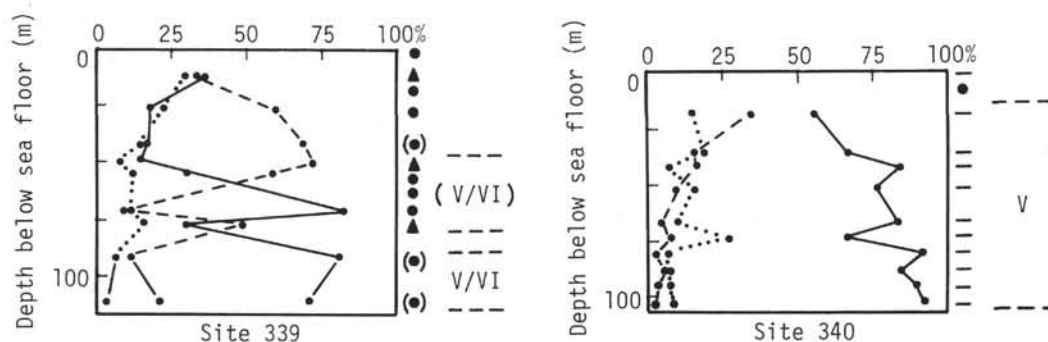 0 25 50 75 100%
0
100
Depth below sea floor (m)
(V/VI)
V/VI
Site 339
0 25 50 75 100%
0
100
Depth below sea floor (m)
V
Site 340